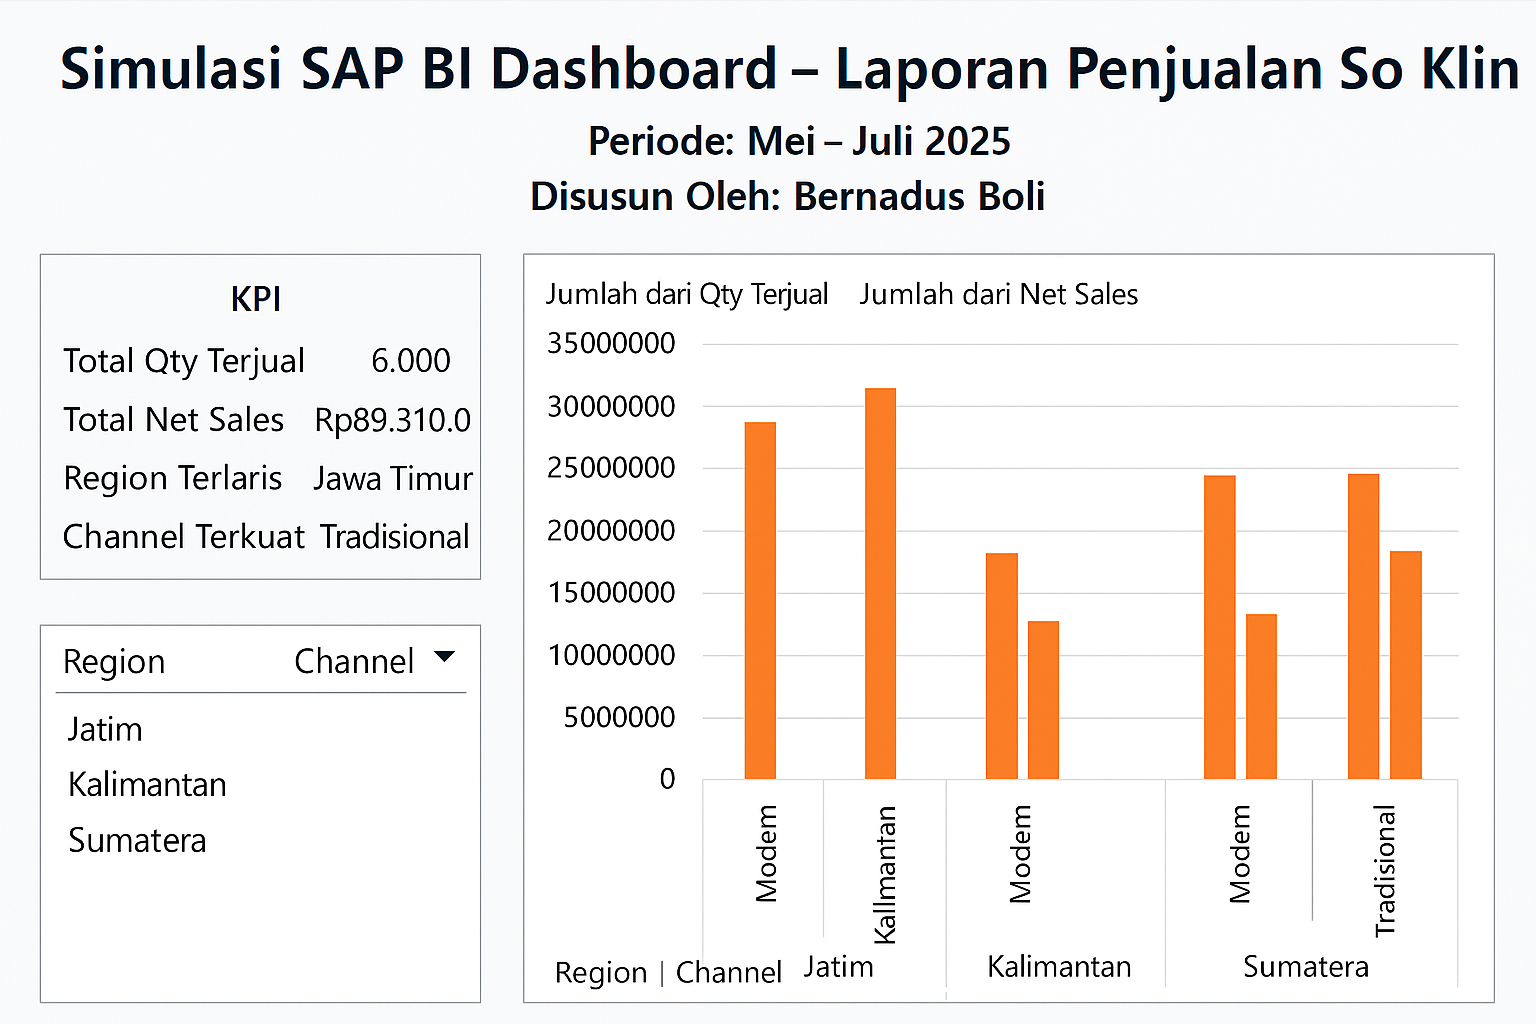 Simulasi SAP BI Dashboard – Laporan Penjualan So Klin
Periode: Mei – Juli 2025
Disusun Oleh: Bernadus Boli
KPI
Total Qty Terjual 6.000
Total Net Sales Rp89.310.0
Region Terlaris Jawa Timur
Channel Terkuat Tradisional
Region Channel
Jatim
Kalimantan
Sumatera
Jumlah dari Qty Terjual Jumlah dari Net Sales
35000000
30000000
25000000
20000000
15000000
10000000
5000000
0
Modem
Kallmantan
Modem
Modem
Tradisional
Region | Channel Jatim Kalimantan Sumatera